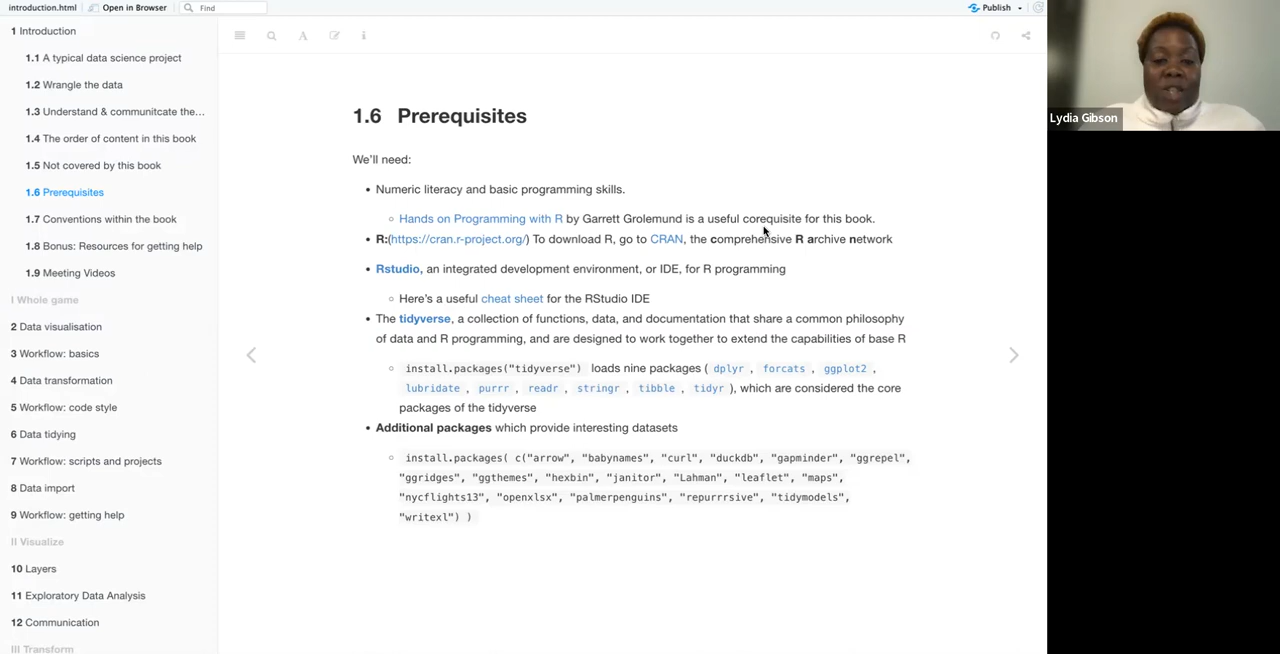 introduction.html Open in Browser Find Publish
1 Introduction
1.1 A typical data science project
1.2 Wrangle the data
1.3 Understand & communitcate the…
1.4 The order of content in this book
1.5 Not covered by this book
1.6 Prerequisites
1.7 Conventions within the book
1.8 Bonus: Resources for getting help
1.9 Meeting Videos
I Whole game
2 Data visualisation
3 Workflow: basics
4 Data transformation
5 Workflow: code style
6 Data tidying
7 Workflow: scripts and projects
8 Data import
9 Workflow: getting help
II Visualize
10 Layers
11 Exploratory Data Analysis
12 Communication
III Transform
1.6 Prerequisites
We'll need:
• Numeric literacy and basic programming skills.
◦ Hands on Programming with R by Garrett Grolemund is a useful corequisite for this book.
• R:(https://cran.r-project.org/) To download R, go to CRAN, the comprehensive R archive network
• Rstudio, an integrated development environment, or IDE, for R programming
◦ Here's a useful cheat sheet for the RStudio IDE
• The tidyverse, a collection of functions, data, and documentation that share a common philosophy
of data and R programming, and are designed to work together to extend the capabilities of base R
◦ install.packages("tidyverse") loads nine packages ( dplyr , forcats , ggplot2 ,
lubridate , purrr , readr , stringr , tibble , tidyr ), which are considered the core
packages of the tidyverse
• Additional packages which provide interesting datasets
◦ install.packages( c("arrow", "babynames", "curl", "duckdb", "gapminder", "ggrepel",
"ggridges", "ggthemes", "hexbin", "janitor", "Lahman", "leaflet", "maps",
"nycflights13", "openxlsx", "palmerpenguins", "repurrrsive", "tidymodels",
"writexl") )
Lydia Gibson